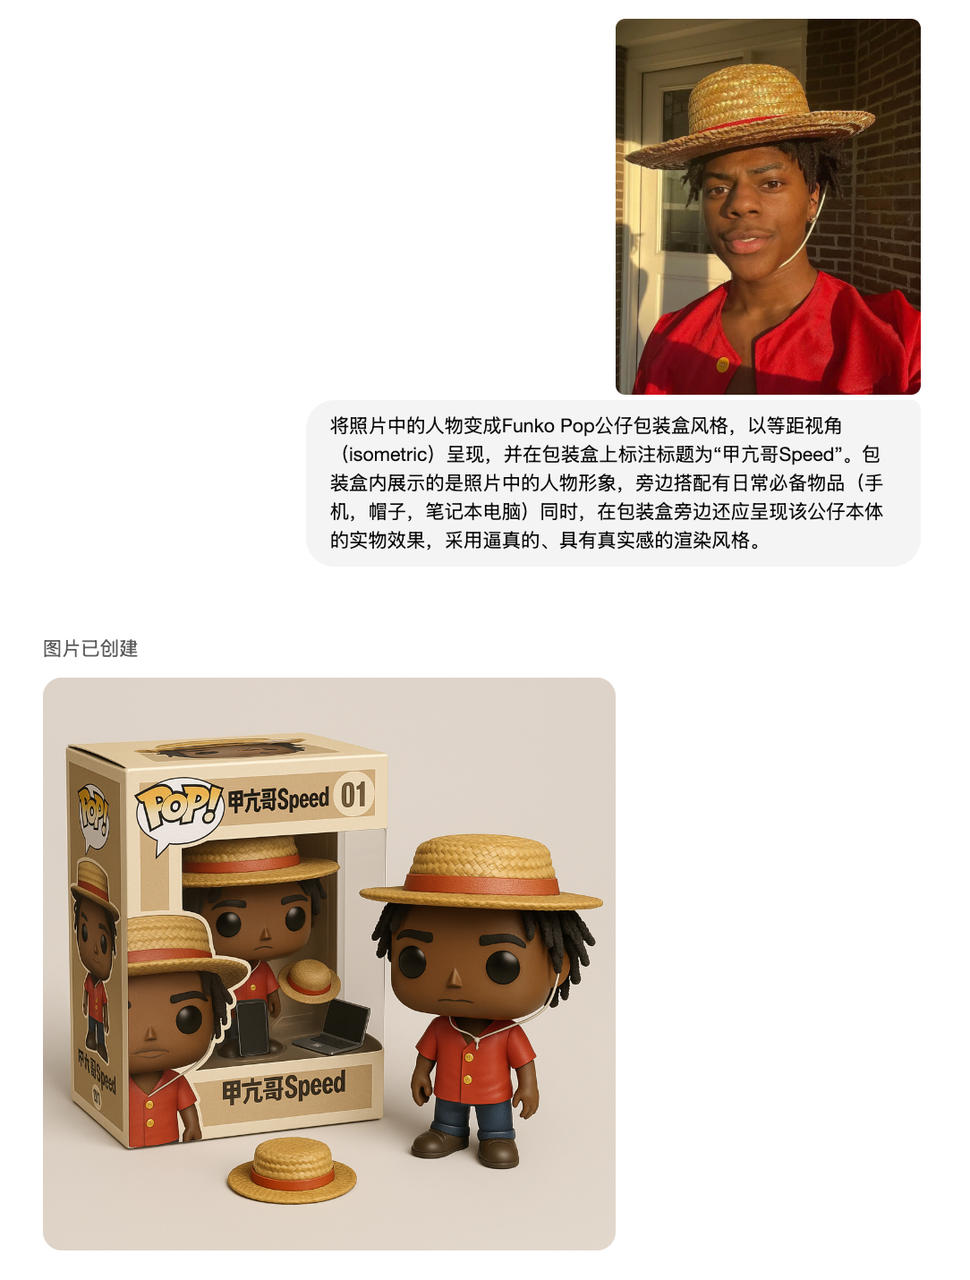 将照片中的人物变成Funko Pop公仔包装盒风格，以等距视角
（isometric）呈现，并在包装盒上标注标题为“甲亢哥Speed”。包
装盒内展示的是照片中的人物形象，旁边搭配有日常必备物品（手
机，帽子，笔记本电脑）同时，在包装盒旁边还应呈现该公仔本体
的实物效果，采用逼真的、具有真实感的渲染风格。
图片已创建
POP!
POP!
甲亢哥Speed
01
甲亢哥Speed
01
甲亢哥Speed